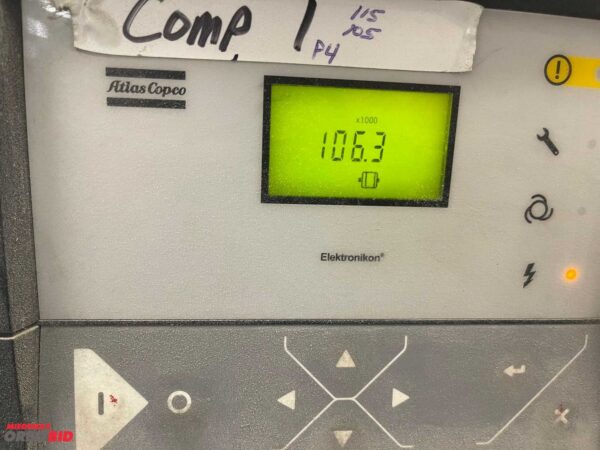 Comp 1
115
105
P4
Atlas Copco
x1000
106.3
Elektronikon®